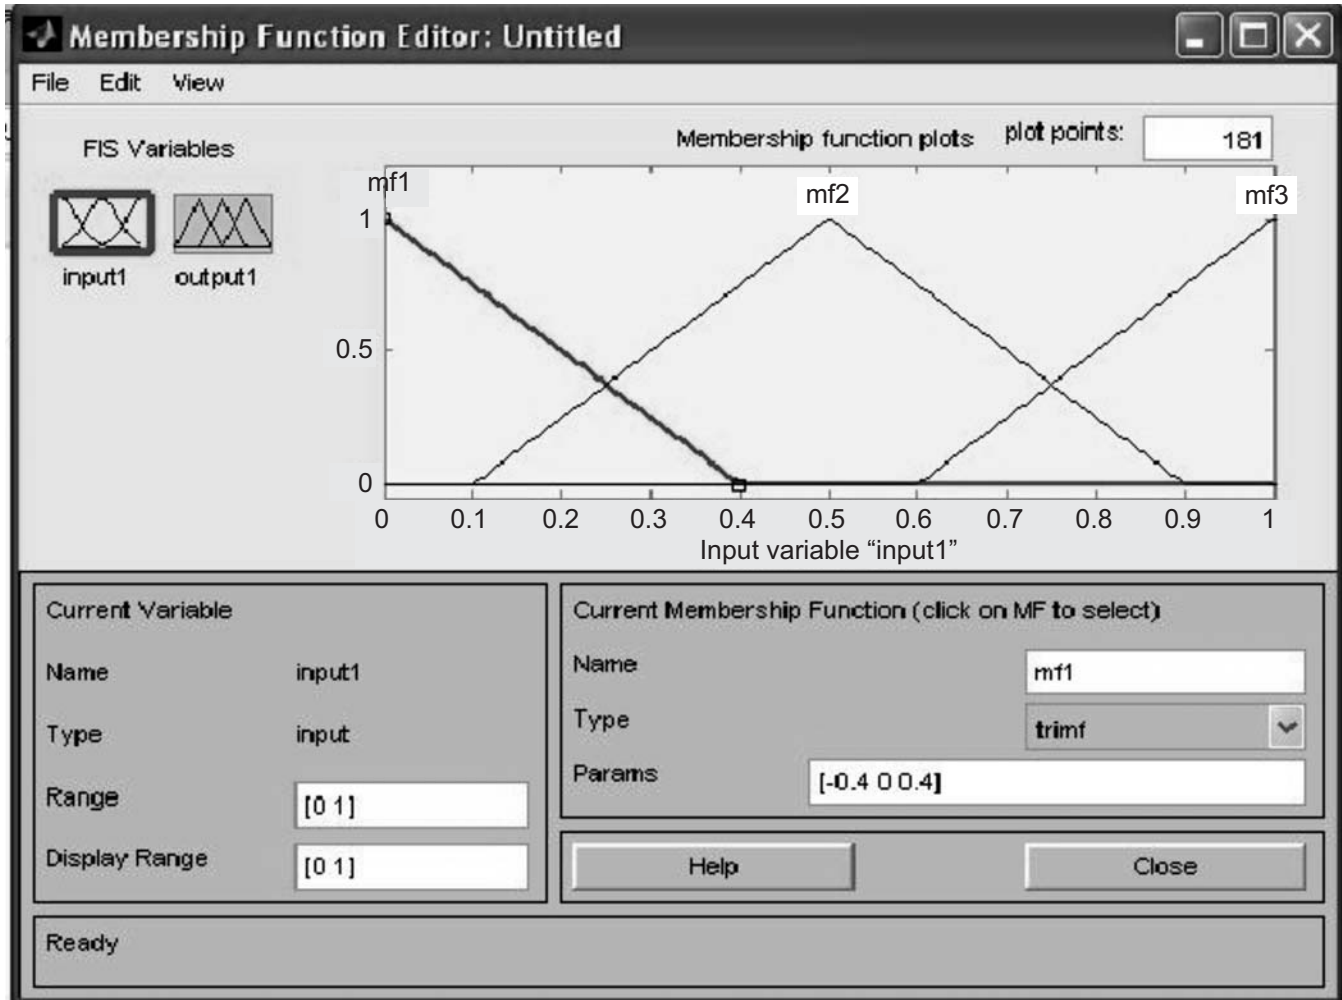 Membership Function Editor: Untitled
File Edit View
FIS Variables
Membership function plots plot points: 181
mf1 mf2 mf3
input1 output1
1
0.5
0
0 0.1 0.2 0.3 0.4 0.5 0.6 0.7 0.8 0.9 1
Input variable “input1”
Current Variable
Name input1
Type input
Range [0 1]
Display Range [0 1]
Current Membership Function (click on MF to select)
Name mf1
Type trimf
Params [-0.4 0 0.4]
Help Close
Ready